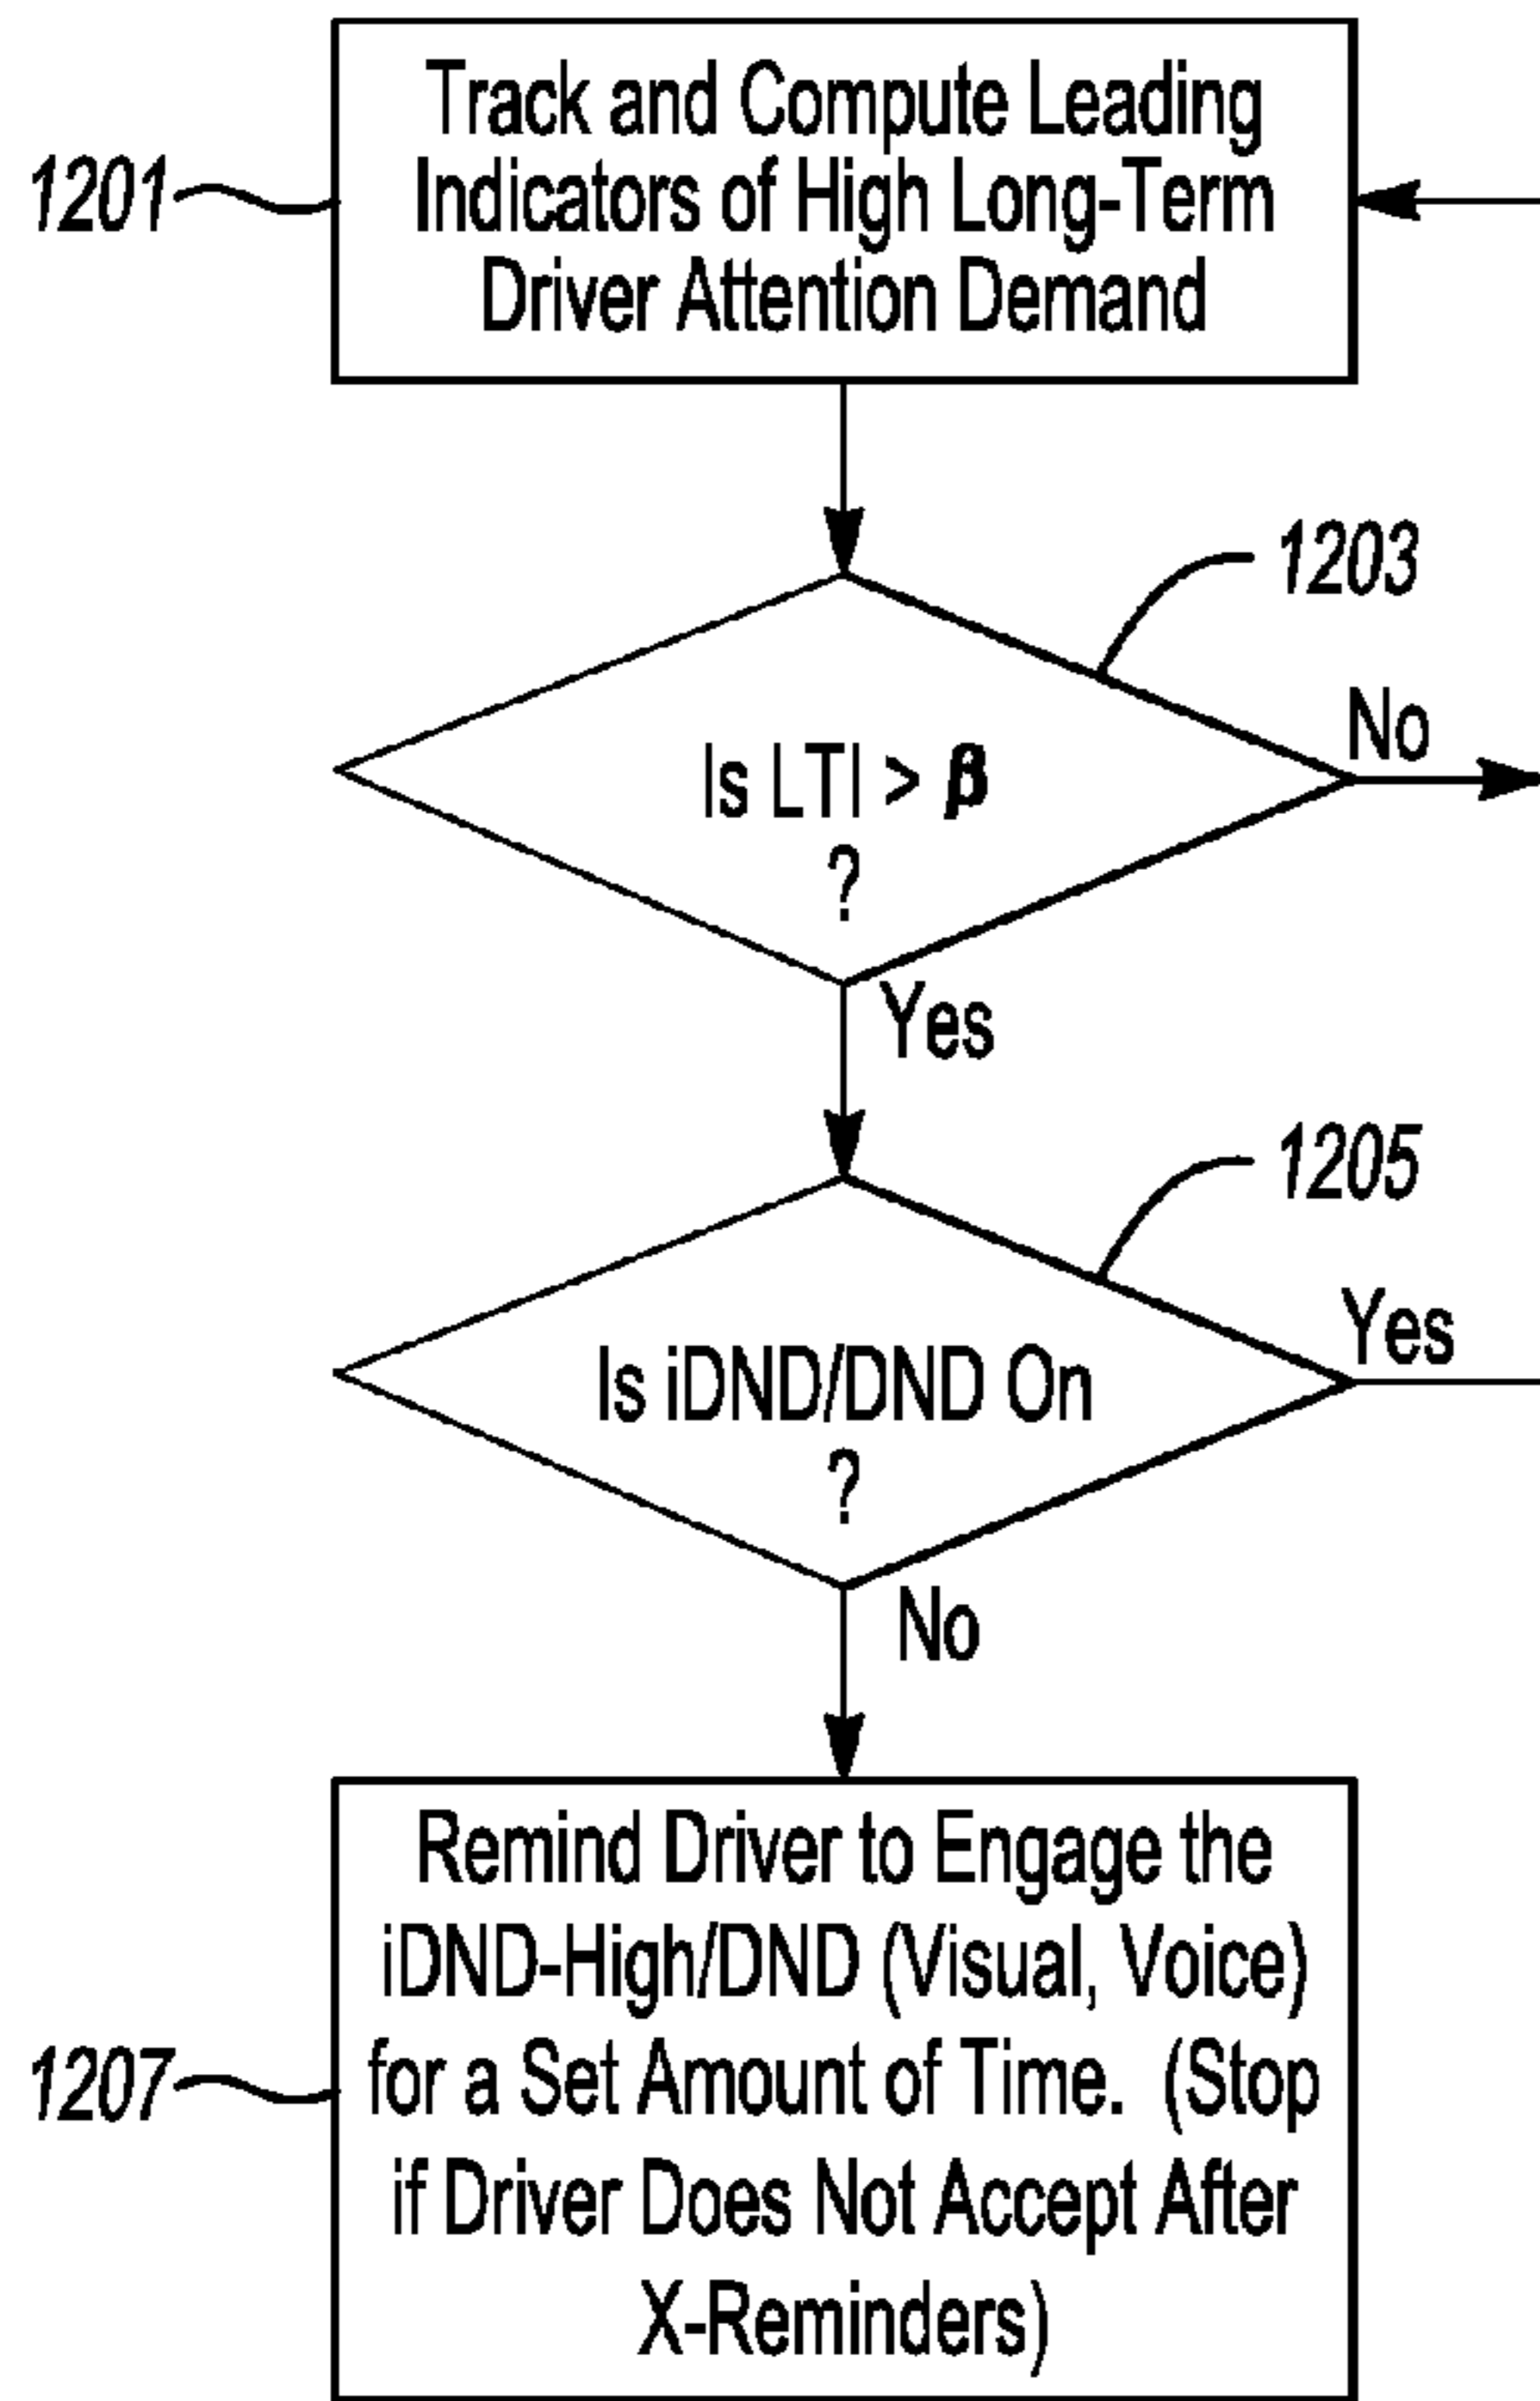 Track and Compute Leading
Indicators of High Long-Term
Driver Attention Demand
1201
1203
Is LTI > β
?
No
Yes
1205
Is iDND/DND On
?
Yes
No
Remind Driver to Engage the
iDND-High/DND (Visual, Voice)
for a Set Amount of Time. (Stop
if Driver Does Not Accept After
X-Reminders)
1207